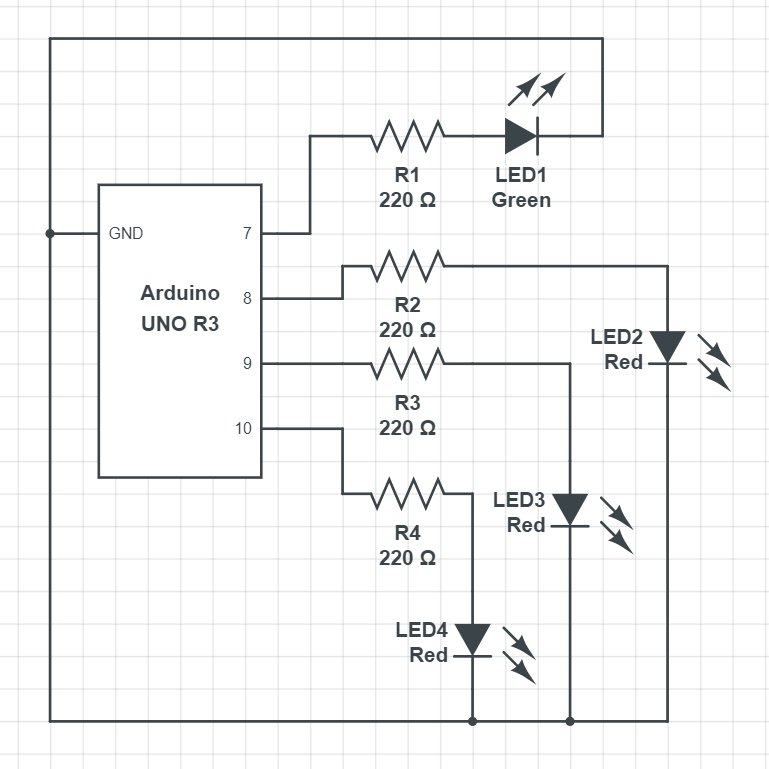 R1
220 Ω
LED1
Green
GND
7
Arduino
UNO R3
8
9
10
R2
220 Ω
LED2
Red
R3
220 Ω
LED3
Red
R4
220 Ω
LED4
Red